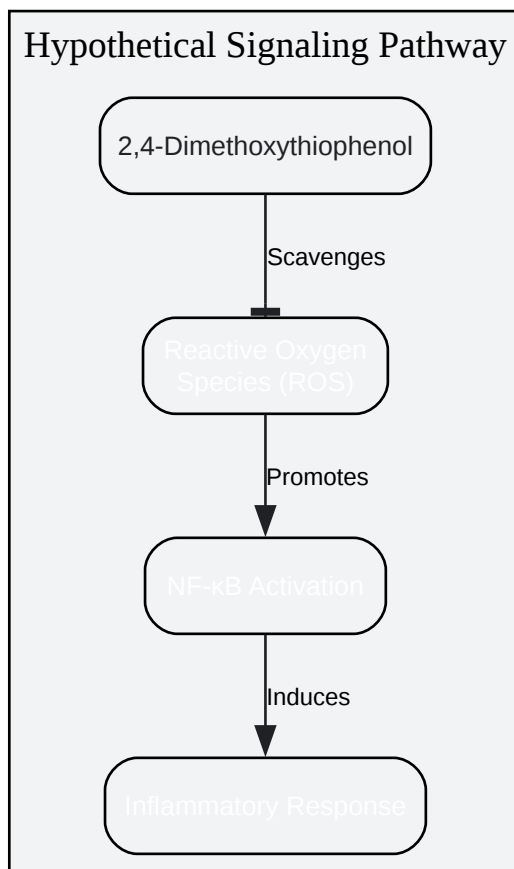 Hypothetical Signaling Pathway
2,4-Dimethoxythiophenol
Scavenges
Reactive Oxygen
Species (ROS)
Promotes
NF-κB Activation
Induces
Inflammatory Response